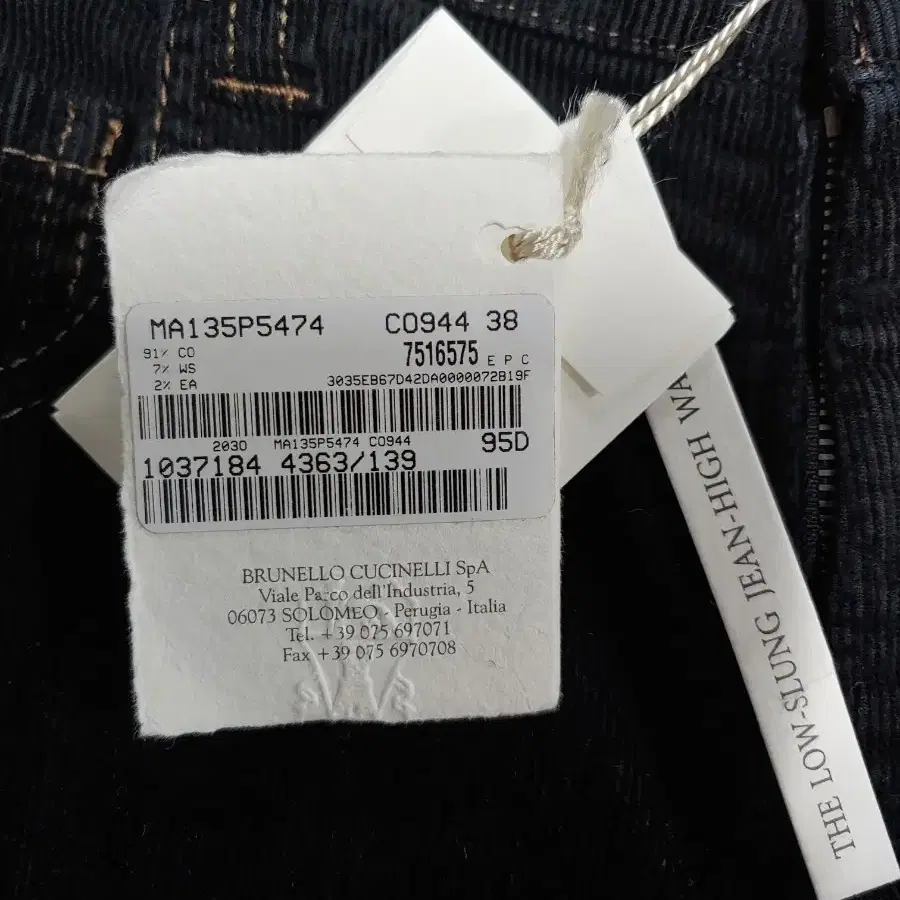 MA135P5474 C0944 38
91% CO 7516575 E P C
7% WS
2% EA 3035EB67D42DA0000072B19F
2030 MA135P5474 C0944 95D
1037184 4363/139
BRUNELLO CUCINELLI SpA
Viale Parco dell'Industria, 5
06073 SOLOMEO - Perugia - Italia
Tel. +39 075 697071
Fax +39 075 6970708
THE LOW-SLUNG JEAN-HIGH WA